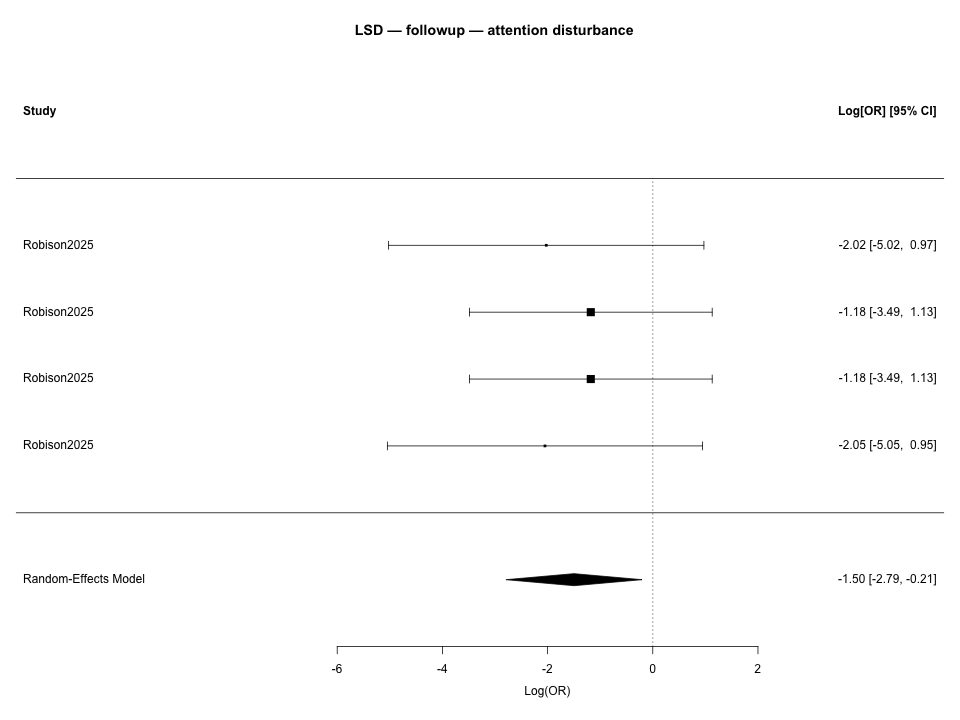 LSD — followup — attention disturbance
Study Log[OR] [95% CI]
Robison2025 -2.02 [-5.02, 0.97]
Robison2025 -1.18 [-3.49, 1.13]
Robison2025 -1.18 [-3.49, 1.13]
Robison2025 -2.05 [-5.05, 0.95]
Random-Effects Model -1.50 [-2.79, -0.21]
-6 -4 -2 0 2
Log(OR)